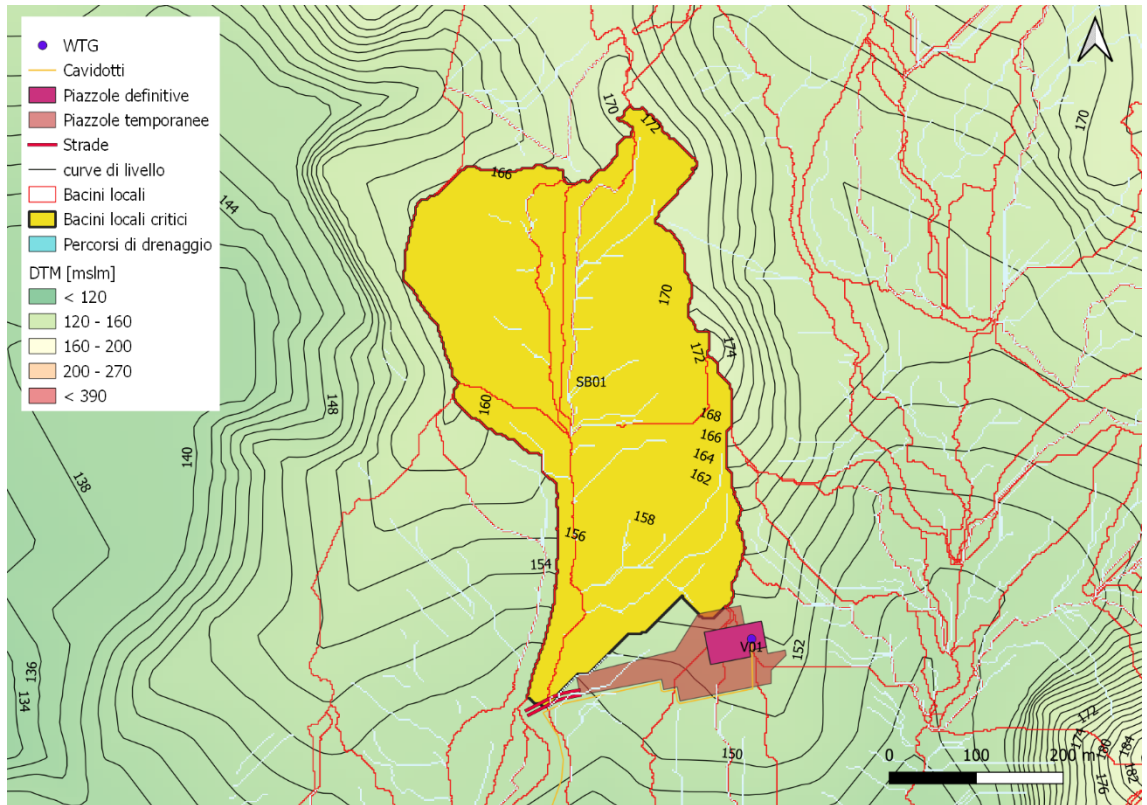 WTG
Cavidotti
Piazzole definitive
Piazzole temporanee
Strade
curve di livello
Bacini locali
Bacini locali critici
Percorsi di drenaggio
DTM [mslm]
< 120
120 - 160
160 - 200
200 - 270
< 390
170
172
170
166
144
170
174
172
148
SB01
160
168
166
164
162
140
138
158
156
154
152
V01
136
134
150
172
174
180
184
182
176
0 100 200 m